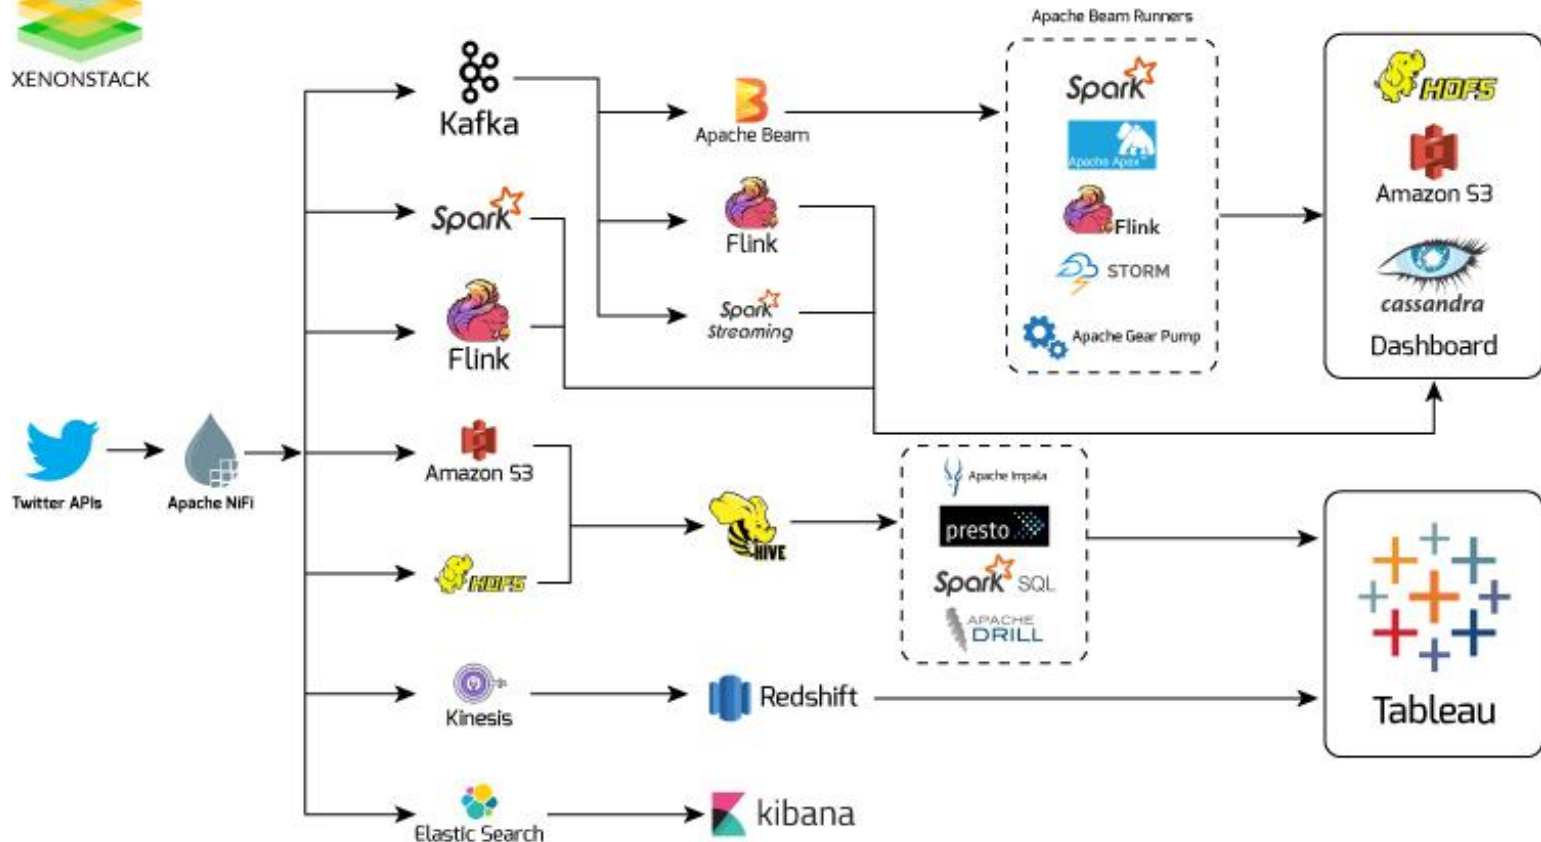 XENONSTACK
Apache Beam Runners
Kafka
Apache Beam
Spark
Apache Apex
Flink
STORM
Apache Gear Pump
HDFS
Amazon S3
cassandra
Dashboard
Spark
Flink
Flink
Spark
Streaming
Twitter APIs
Apache NiFi
Amazon S3
HDFS
HIVE
Apache Impala
presto
Spark SQL
APACHE
DRILL
Tableau
Kinesis
Redshift
Elastic Search
kibana